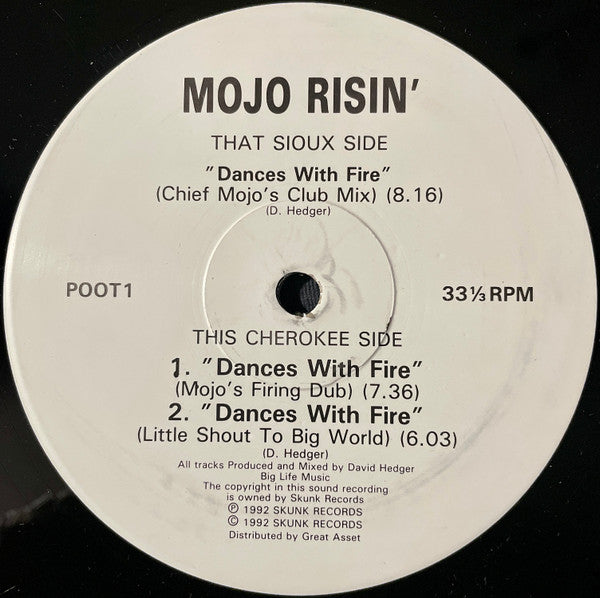 MOJO RISIN'
THAT SIOUX SIDE
"Dances With Fire"
(Chief Mojo's Club Mix) (8.16)
(D. Hedger)
POOT1
33⅓ RPM
THIS CHEROKEE SIDE
1. "Dances With Fire"
(Mojo's Firing Dub) (7.36)
2. "Dances With Fire"
(Little Shout To Big World) (6.03)
(D. Hedger)
All tracks Produced and Mixed by David Hedger
Big Life Music
The copyright in this sound recording
is owned by Skunk Records
℗ 1992 SKUNK RECORDS
© 1992 SKUNK RECORDS
Distributed by Great Asset